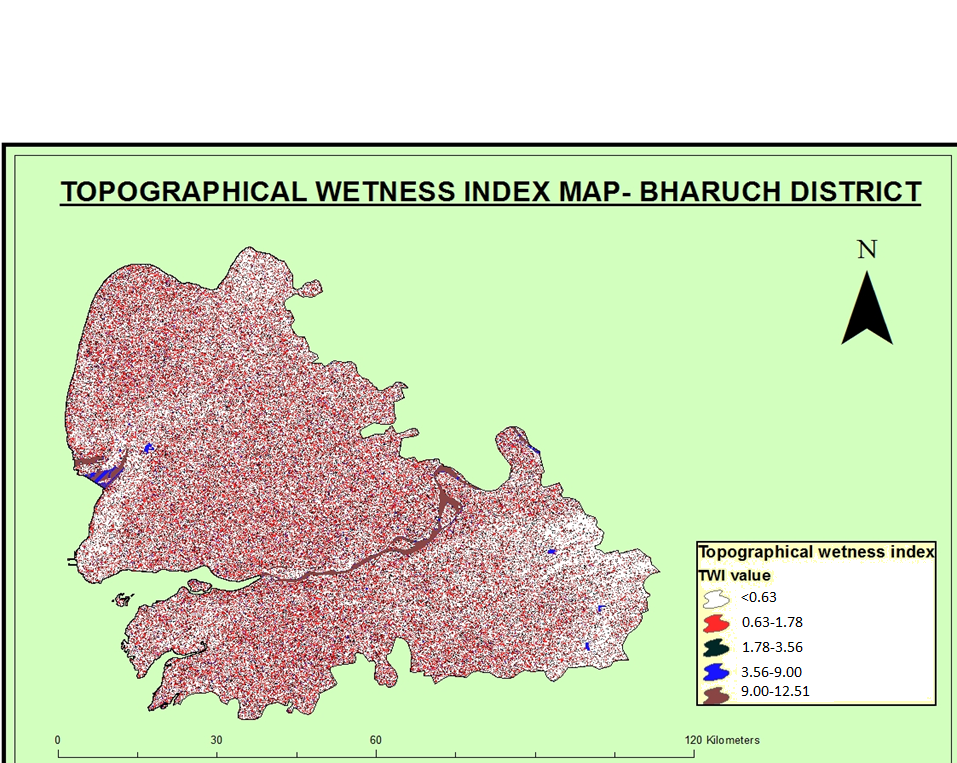 TOPOGRAPHICAL WETNESS INDEX MAP- BHARUCH DISTRICT
N
Topographical wetness index
TWI value
<0.63
0.63-1.78
1.78-3.56
3.56-9.00
9.00-12.51
0 30 60 120 Kilometers